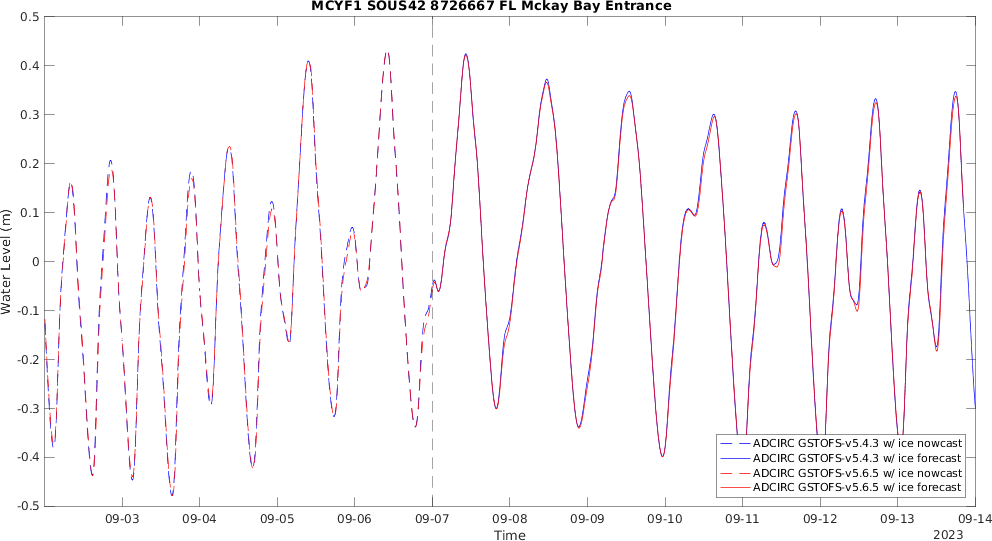 MCYF1 SOUS42 8726667 FL Mckay Bay Entrance
0.5
0.4
0.3
0.2
0.1
0
-0.1
-0.2
-0.3
-0.4
-0.5
Water Level (m)
ADCIRC GSTOFS-v5.4.3 w/ ice nowcast
ADCIRC GSTOFS-v5.4.3 w/ ice forecast
ADCIRC GSTOFS-v5.6.5 w/ ice nowcast
ADCIRC GSTOFS-v5.6.5 w/ ice forecast
09-03 09-04 09-05 09-06 09-07 09-08 09-09 09-10 09-11 09-12 09-13 09-14
Time
2023